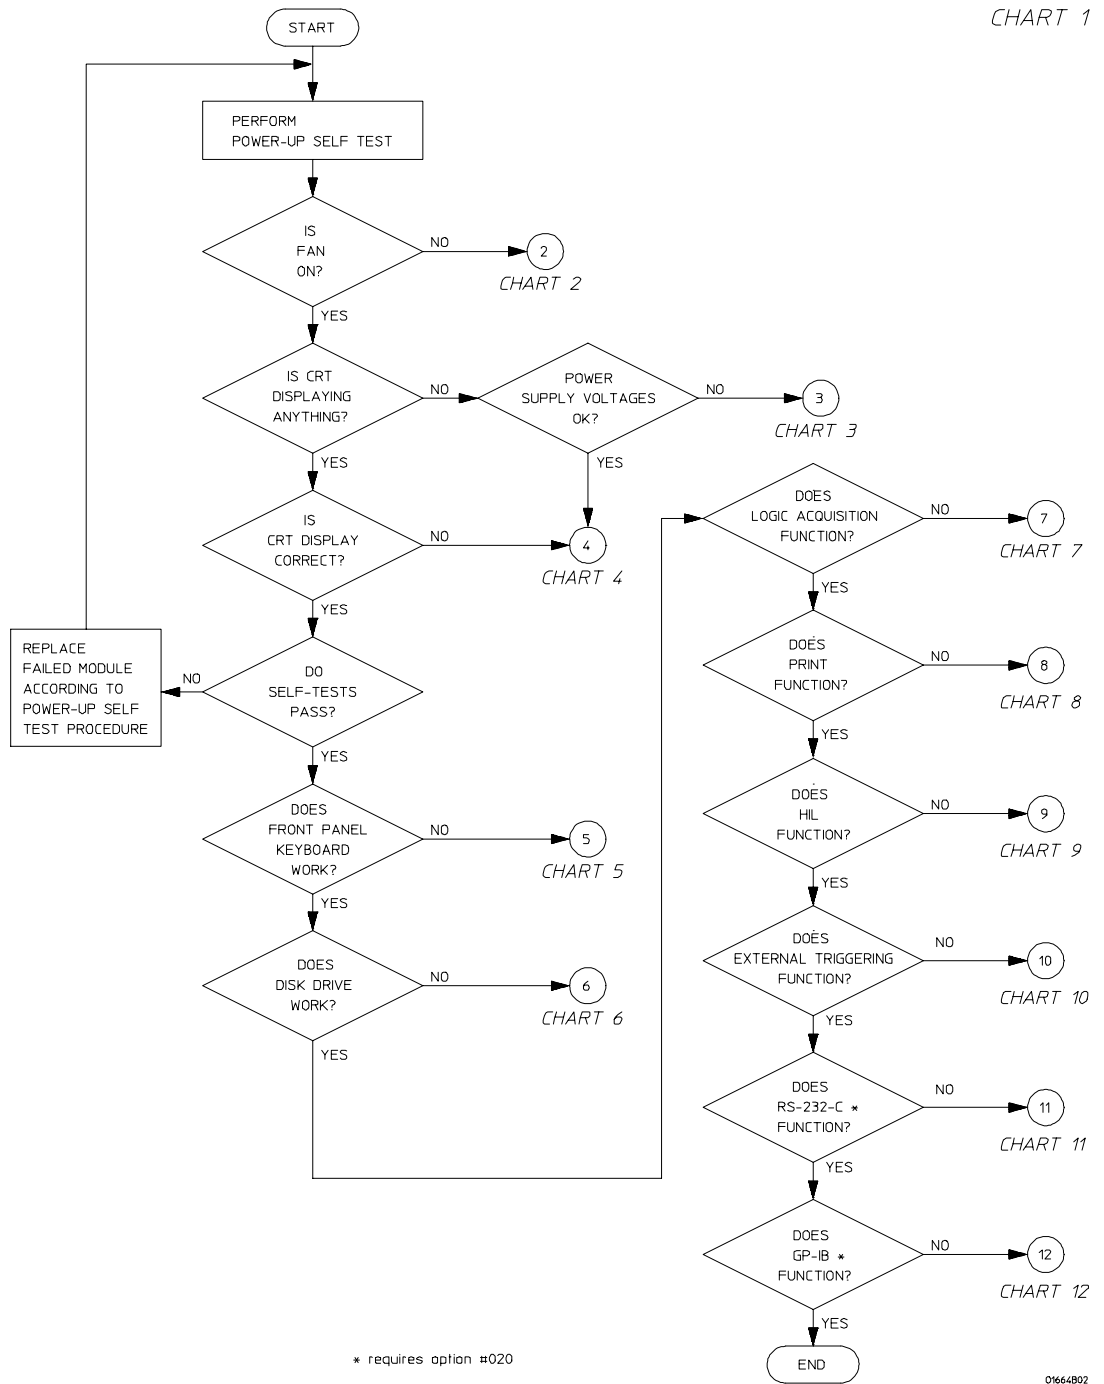 CHART 1
START
PERFORM
POWER-UP SELF TEST
IS
FAN
ON?
NO
2
CHART 2
YES
IS CRT
DISPLAYING
ANYTHING?
NO
POWER
SUPPLY VOLTAGES
OK?
NO
3
CHART 3
YES
YES
IS
CRT DISPLAY
CORRECT?
NO
4
CHART 4
YES
DO
SELF-TESTS
PASS?
NO
REPLACE
FAILED MODULE
ACCORDING TO
POWER-UP SELF
TEST PROCEDURE
YES
DOES
FRONT PANEL
KEYBOARD
WORK?
NO
5
CHART 5
YES
DOES
DISK DRIVE
WORK?
NO
6
CHART 6
YES
DOES
LOGIC ACQUISITION
FUNCTION?
NO
7
CHART 7
YES
DOES
PRINT
FUNCTION?
NO
8
CHART 8
YES
DOES
HIL
FUNCTION?
NO
9
CHART 9
YES
DOES
EXTERNAL TRIGGERING
FUNCTION?
NO
10
CHART 10
YES
DOES
RS-232-C *
FUNCTION?
NO
11
CHART 11
YES
DOES
GP-IB *
FUNCTION?
NO
12
CHART 12
YES
END
* requires option #020
01664B02